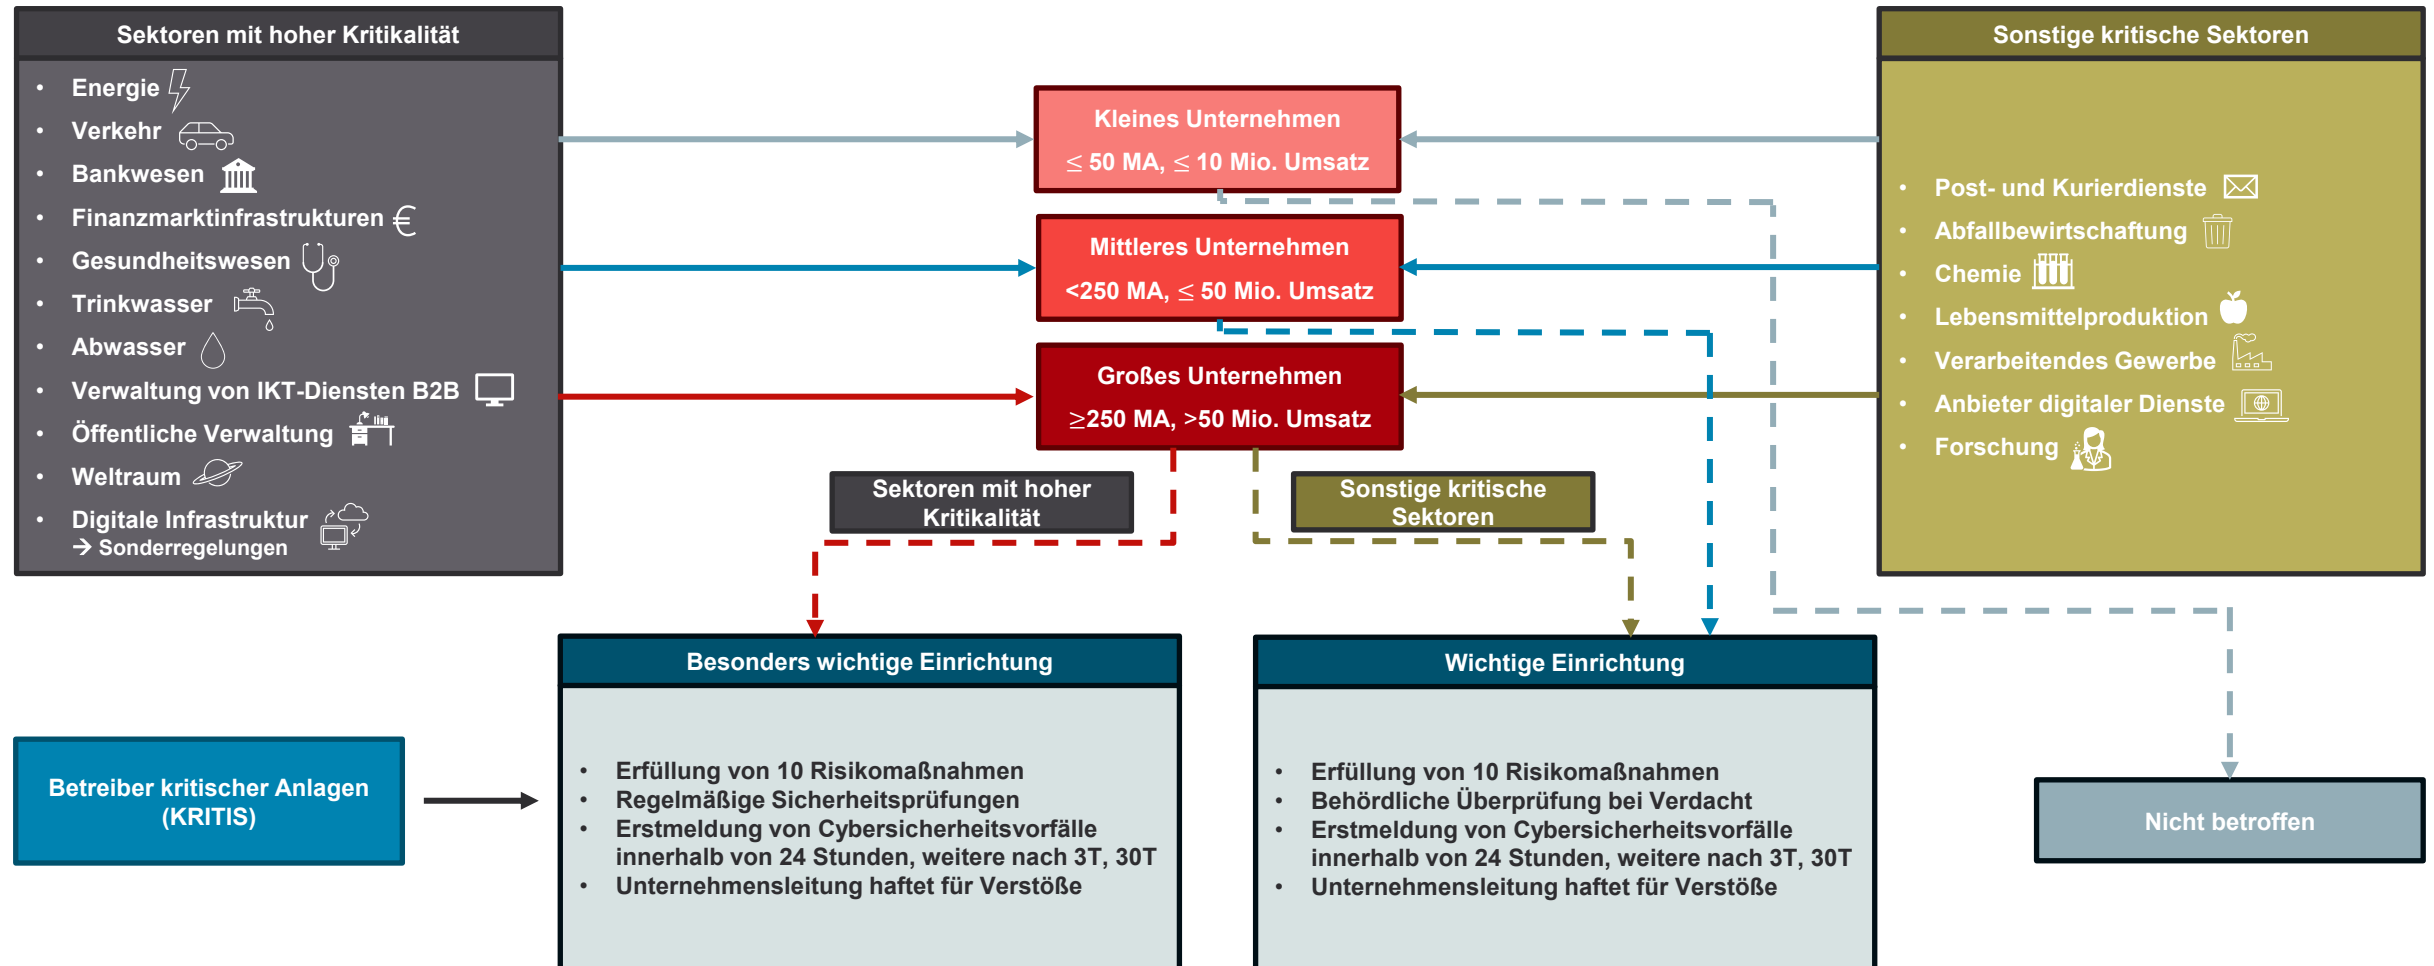 Sektoren mit hoher Kritikalität
• Energie
• Verkehr
• Bankwesen
• Finanzmarktinfrastrukturen
• Gesundheitswesen
• Trinkwasser
• Abwasser
• Verwaltung von IKT-Diensten B2B
• Öffentliche Verwaltung
• Weltraum
• Digitale Infrastruktur
→ Sonderregelungen
Kleines Unternehmen
≤ 50 MA, ≤ 10 Mio. Umsatz
Mittleres Unternehmen
<250 MA, ≤ 50 Mio. Umsatz
Großes Unternehmen
≥250 MA, >50 Mio. Umsatz
Sonstige kritische Sektoren
• Post- und Kurierdienste
• Abfallbewirtschaftung
• Chemie
• Lebensmittelproduktion
• Verarbeitendes Gewerbe
• Anbieter digitaler Dienste
• Forschung
Sektoren mit hoher
Kritikalität
Sonstige kritische
Sektoren
Betreiber kritischer Anlagen
(KRITIS)
Besonders wichtige Einrichtung
• Erfüllung von 10 Risikomaßnahmen
• Regelmäßige Sicherheitsprüfungen
• Erstmeldung von Cybersicherheitsvorfälle
innerhalb von 24 Stunden, weitere nach 3T, 30T
• Unternehmensleitung haftet für Verstöße
Wichtige Einrichtung
• Erfüllung von 10 Risikomaßnahmen
• Behördliche Überprüfung bei Verdacht
• Erstmeldung von Cybersicherheitsvorfälle
innerhalb von 24 Stunden, weitere nach 3T, 30T
• Unternehmensleitung haftet für Verstöße
Nicht betroffen